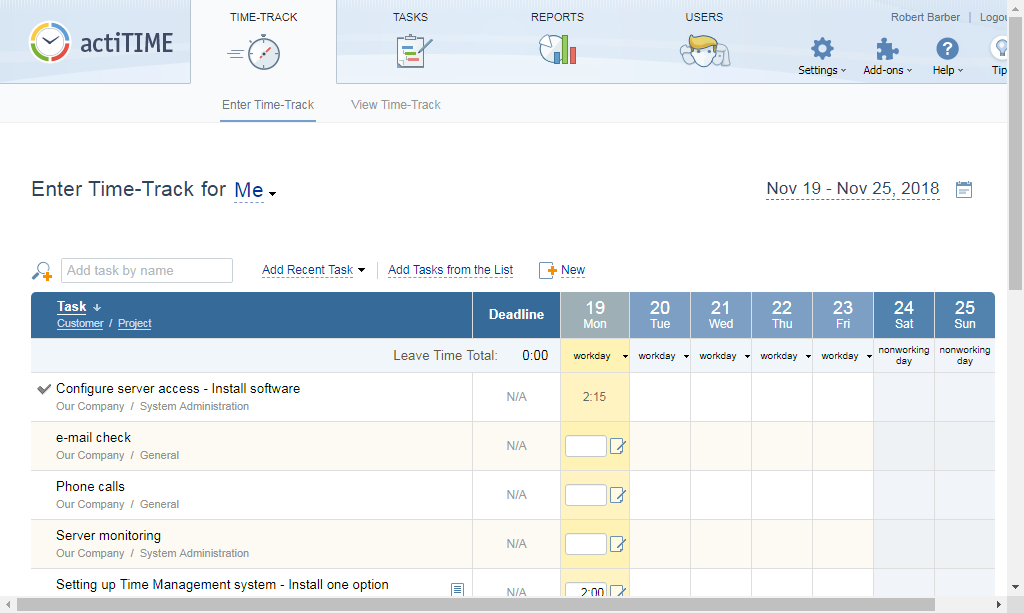 actiTIME
TIME-TRACK
TASKS
REPORTS
USERS
Robert Barber | Logou
Settings
Add-ons
Help
Tip
Enter Time-Track
View Time-Track
Enter Time-Track for Me
Nov 19 - Nov 25, 2018
Add task by name
Add Recent Task
Add Tasks from the List
New
Task ↓
Customer / Project
Deadline
19 Mon
20 Tue
21 Wed
22 Thu
23 Fri
24 Sat
25 Sun
Leave Time Total: 0:00
workday
workday
workday
workday
workday
nonworking day
nonworking day
Configure server access - Install software
Our Company / System Administration
N/A
2:15
e-mail check
Our Company / General
N/A
Phone calls
Our Company / General
N/A
Server monitoring
Our Company / System Administration
N/A
Setting up Time Management system - Install one option
N/A
2:00